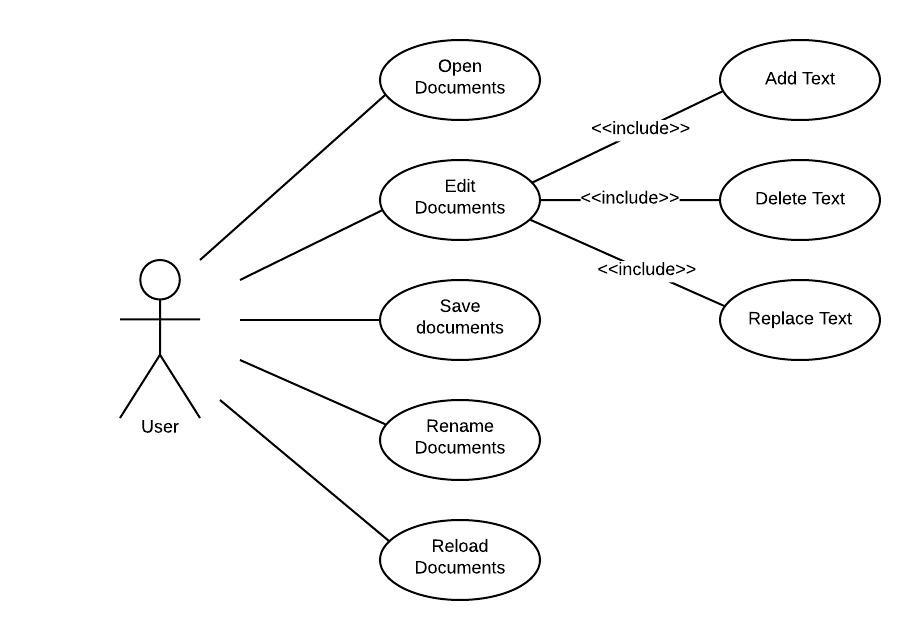 Open
Documents
Add Text
<<include>>
Edit
Documents
<<include>>
Delete Text
<<include>>
Save
documents
Replace Text
User
Rename
Documents
Reload
Documents